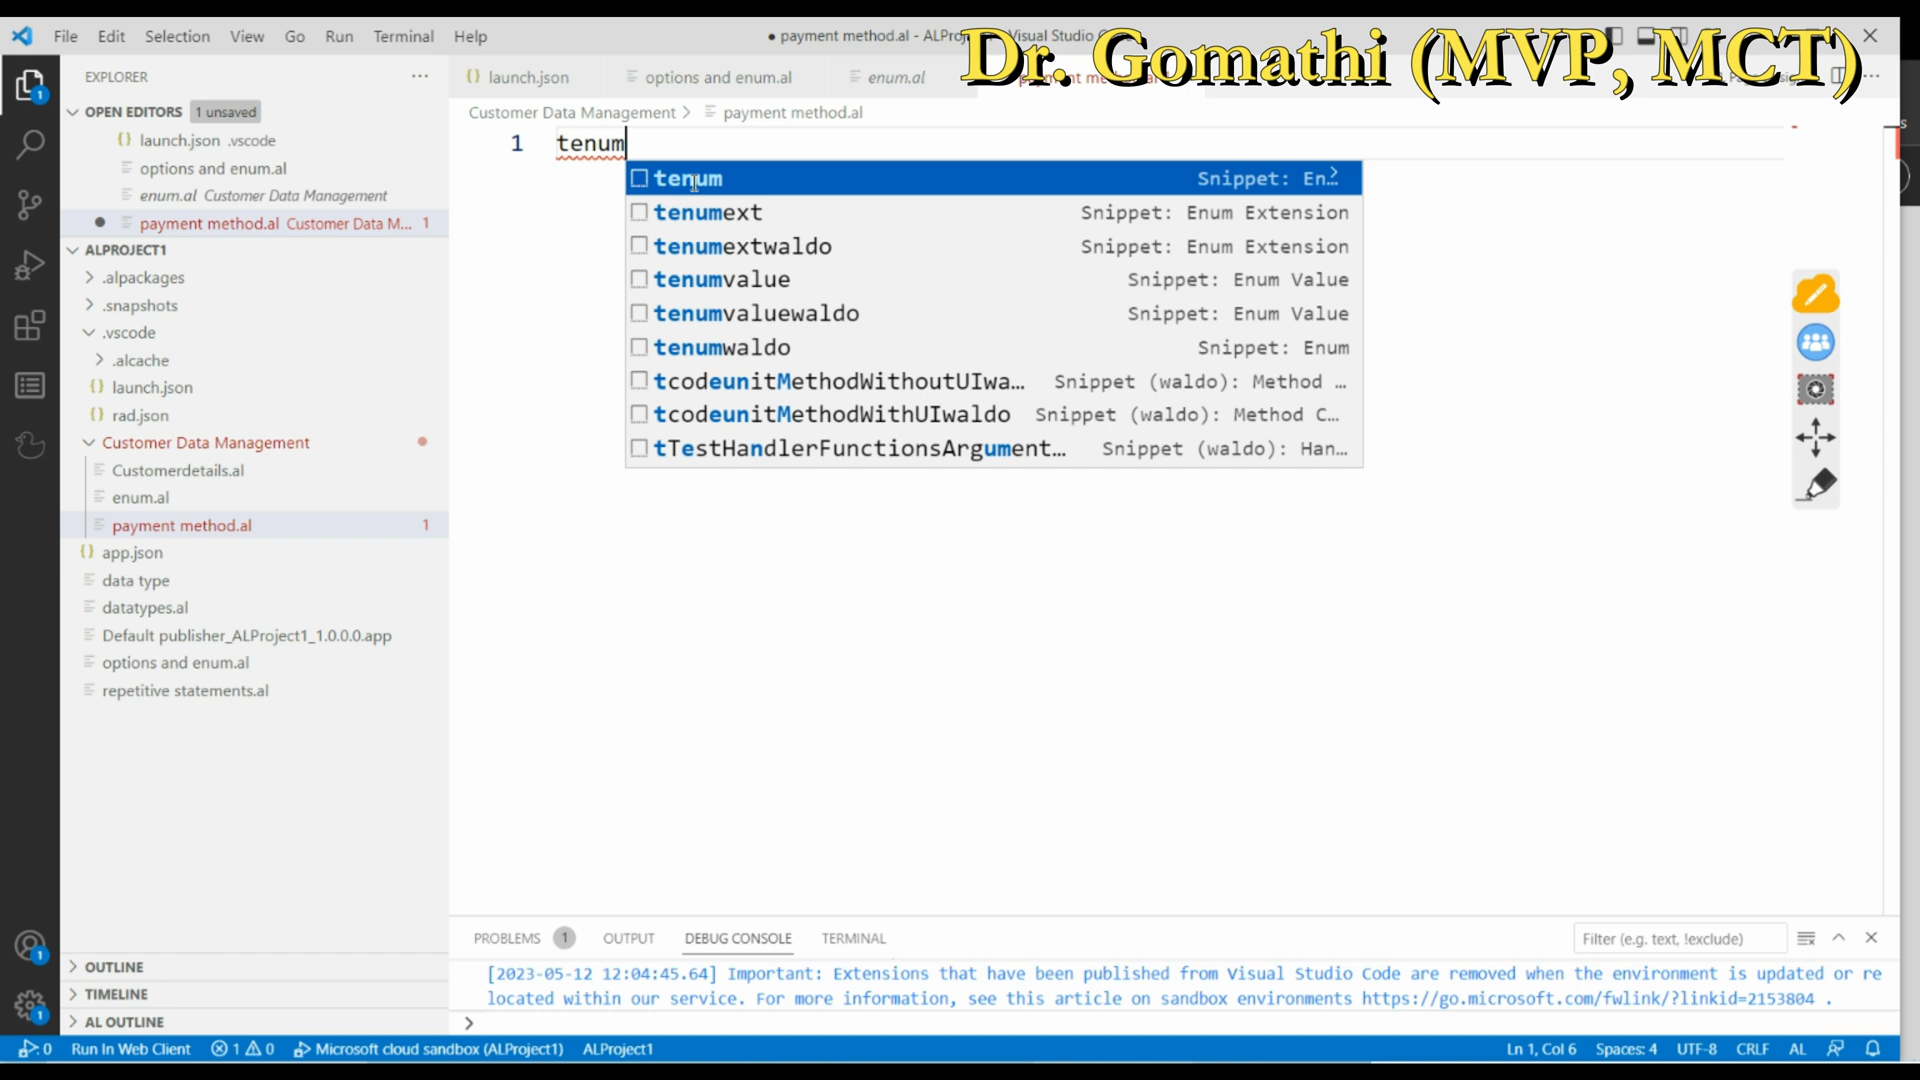 File Edit Selection View Go Run Terminal Help
● payment method.al - ALProj Visual Studio
Dr. Gomathi (MVP, MCT)
EXPLORER
launch.json
options and enum.al
enum.al
OPEN EDITORS 1 unsaved
launch.json .vscode
options and enum.al
enum.al Customer Data Management
payment method.al Customer Data M... 1
ALPROJECT1
.alpackages
.snapshots
.vscode
.alcache
launch.json
rad.json
Customer Data Management
Customerdetails.al
enum.al
payment method.al 1
app.json
data type
datatypes.al
Default publisher_ALProject1_1.0.0.0.app
options and enum.al
repetitive statements.al
OUTLINE
TIMELINE
AL OUTLINE
Customer Data Management > payment method.al
1 tenum
tenum Snippet: En...
tenumext Snippet: Enum Extension
tenumextwaldo Snippet: Enum Extension
tenumvalue Snippet: Enum Value
tenumvaluewaldo Snippet: Enum Value
tenumwaldo Snippet: Enum
tcodeunitMethodWithoutUIwa... Snippet (waldo): Method ...
tcodeunitMethodWithUIwaldo Snippet (waldo): Method C...
tTestHandlerFunctionsArgument... Snippet (waldo): Han...
PROBLEMS 1 OUTPUT DEBUG CONSOLE TERMINAL
Filter (e.g. text, !exclude)
[2023-05-12 12:04:45.64] Important: Extensions that have been published from Visual Studio Code are removed when the environment is updated or re
located within our service. For more information, see this article on sandbox environments https://go.microsoft.com/fwlink/?linkid=2153804 .
0 Run In Web Client 1 0 Microsoft cloud sandbox (ALProject1) ALProject1
Ln 1, Col 6 Spaces: 4 UTF-8 CRLF AL